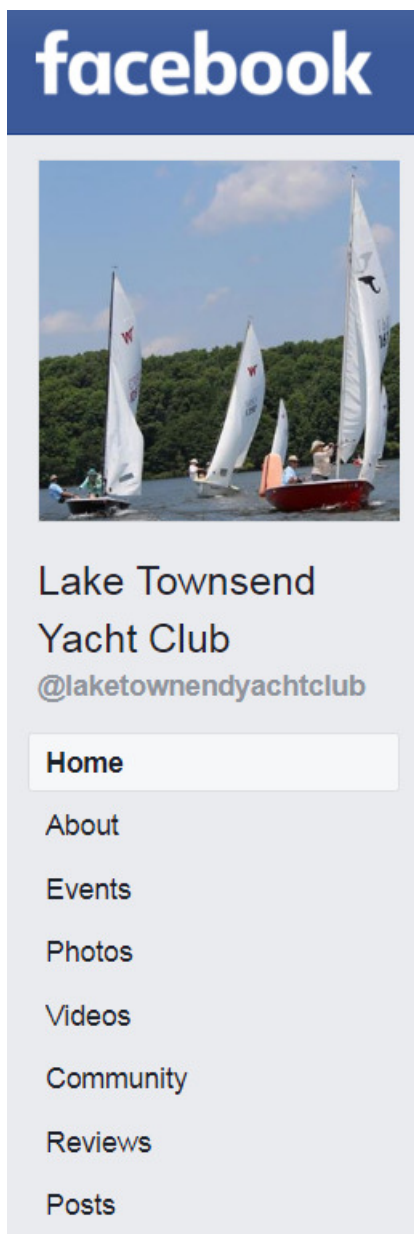 facebook
Lake Townsend
Yacht Club
@laketownendyachtclub
Home
About
Events
Photos
Videos
Community
Reviews
Posts